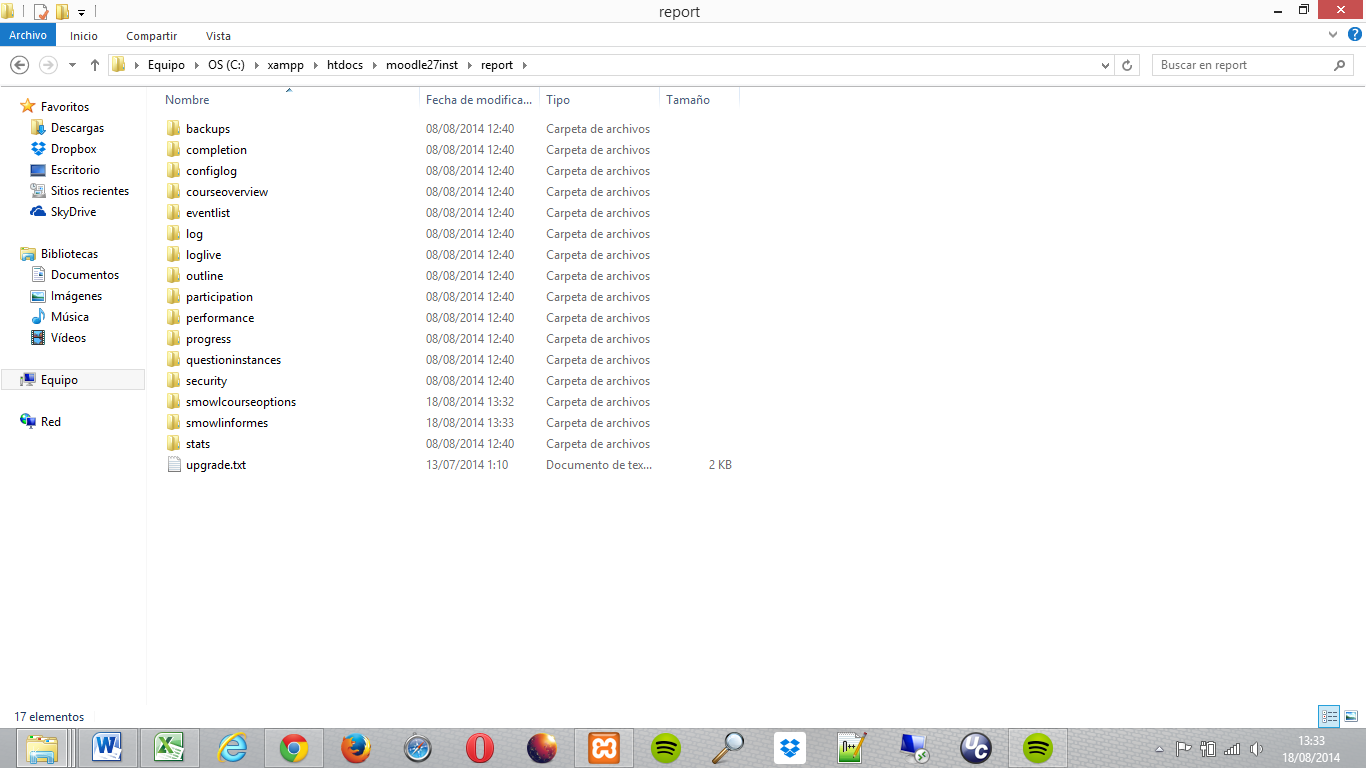 report
Archivo Inicio Compartir Vista
Equipo OS (C:) xampp htdocs moodle27inst report
Buscar en report
Nombre Fecha de modifica... Tipo Tamaño
Favoritos
Descargas
Dropbox
Escritorio
Sitios recientes
SkyDrive
Bibliotecas
Documentos
Imágenes
Música
Vídeos
Equipo
Red
backups 08/08/2014 12:40 Carpeta de archivos
completion 08/08/2014 12:40 Carpeta de archivos
configlog 08/08/2014 12:40 Carpeta de archivos
courseoverview 08/08/2014 12:40 Carpeta de archivos
eventlist 08/08/2014 12:40 Carpeta de archivos
log 08/08/2014 12:40 Carpeta de archivos
loglive 08/08/2014 12:40 Carpeta de archivos
outline 08/08/2014 12:40 Carpeta de archivos
participation 08/08/2014 12:40 Carpeta de archivos
performance 08/08/2014 12:40 Carpeta de archivos
progress 08/08/2014 12:40 Carpeta de archivos
questioninstances 08/08/2014 12:40 Carpeta de archivos
security 08/08/2014 12:40 Carpeta de archivos
smowlcourseoptions 18/08/2014 13:32 Carpeta de archivos
smowlinformes 18/08/2014 13:33 Carpeta de archivos
stats 08/08/2014 12:40 Carpeta de archivos
upgrade.txt 13/07/2014 1:10 Documento de tex... 2 KB
17 elementos
13:33
18/08/2014